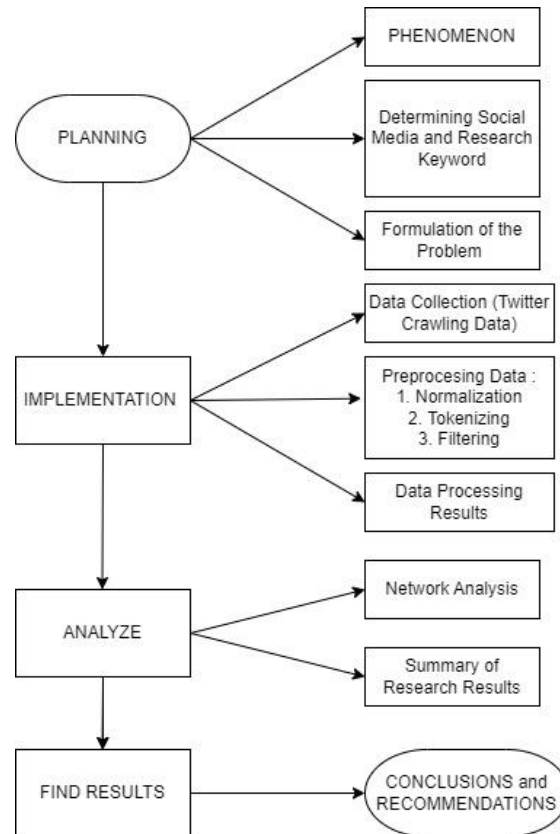 PHENOMENON
PLANNING
Determining Social
Media and Research
Keyword
Formulation of the
Problem
Data Collection (Twitter
Crawling Data)
IMPLEMENTATION
Preprocesing Data :
1. Normalization
2. Tokenizing
3. Filtering
Data Processing
Results
Network Analysis
ANALYZE
Summary of
Research Results
FIND RESULTS
CONCLUSIONS and
RECOMMENDATIONS